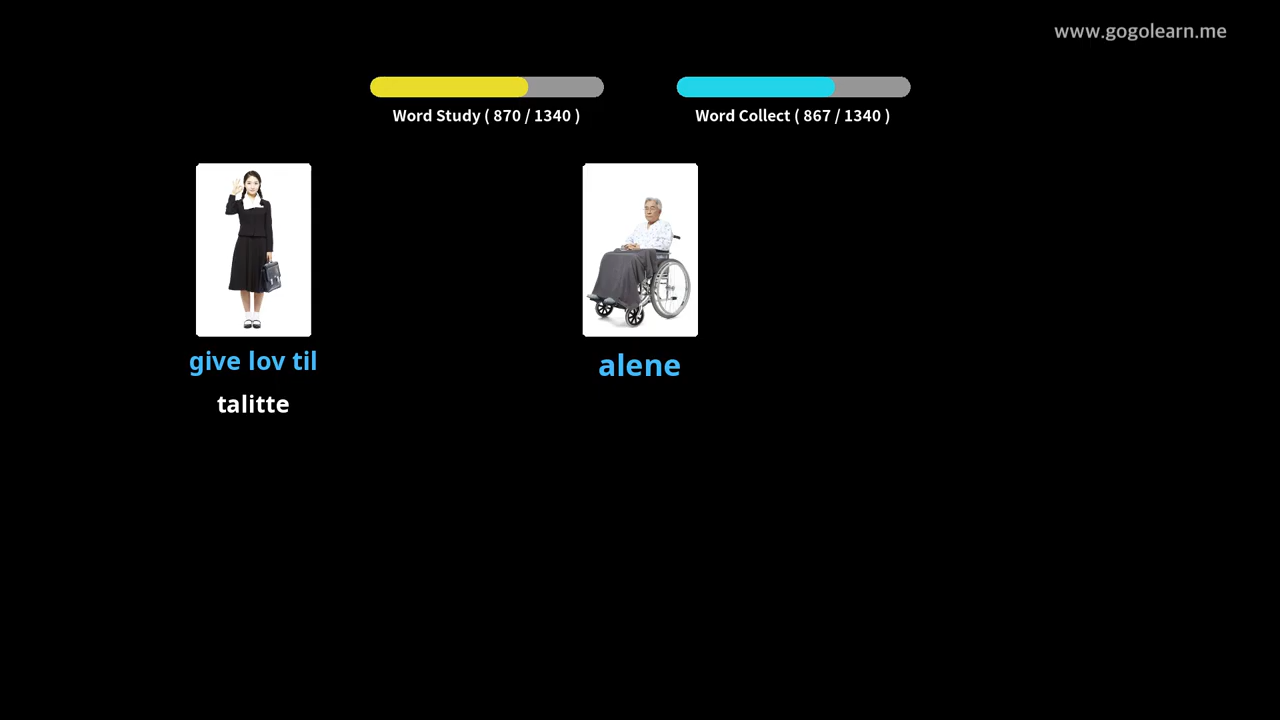 www.gogolearn.me
Word Study ( 870 / 1340 )
Word Collect ( 867 / 1340 )
give lov til
alene
talitte